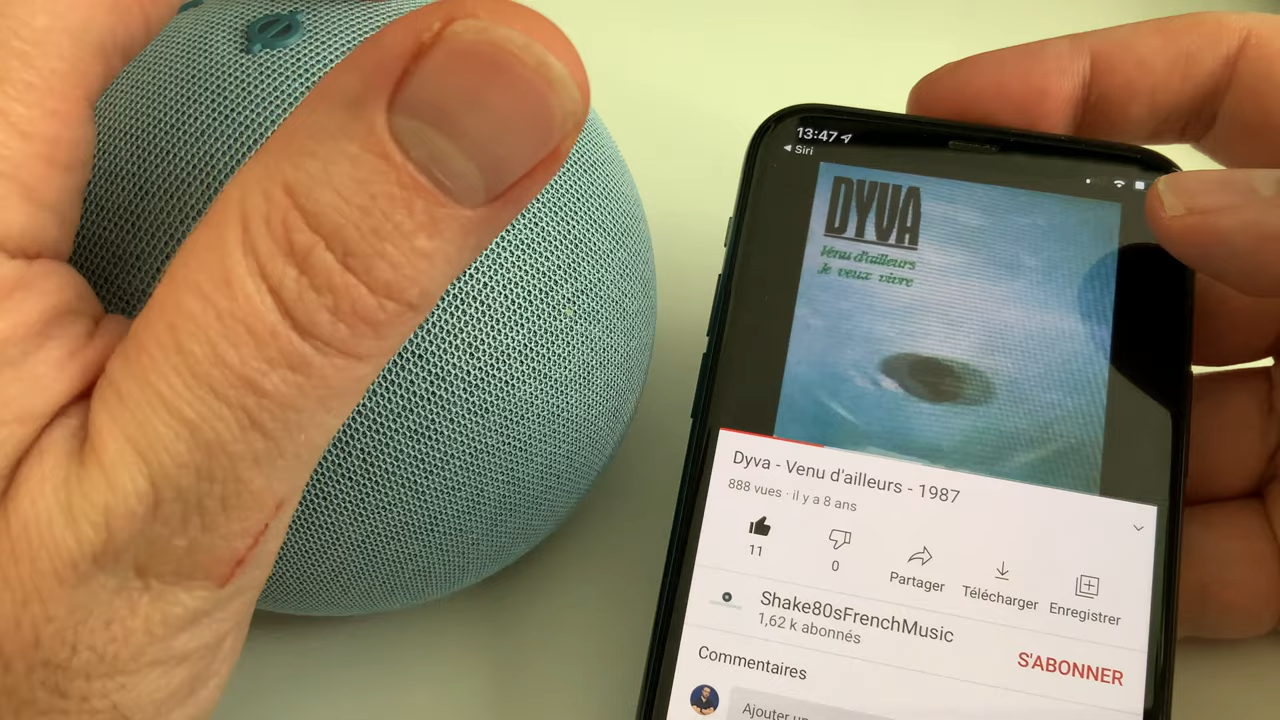 13:47
◀ Siri
DYVA
Venu d'ailleurs
Je veux vivre
Dyva - Venu d'ailleurs - 1987
888 vues · il y a 8 ans
11
0
Partager
Télécharger
Enregistrer
Shake80sFrenchMusic
1,62 k abonnés
S'ABONNER
Commentaires
Ajouter